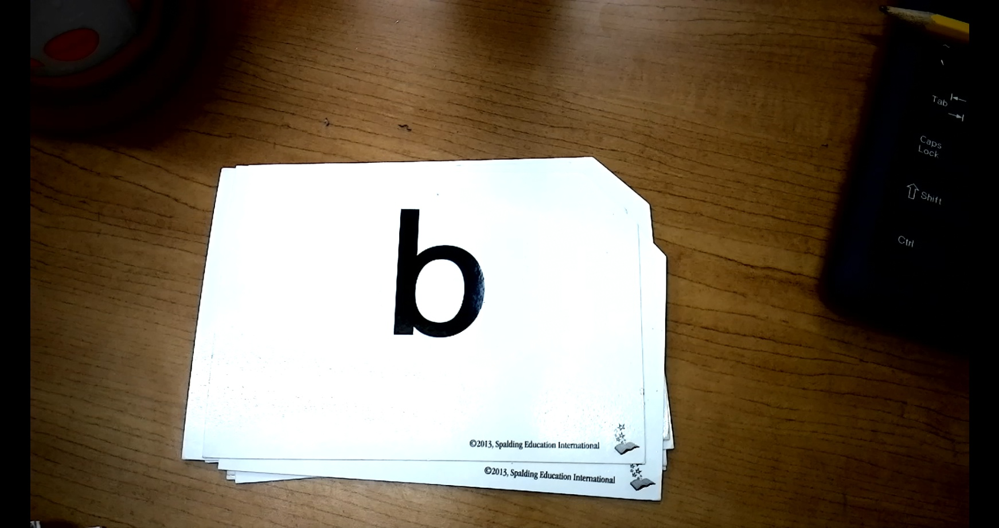 b
©2013, Spalding Education International
©2013, Spalding Education International
~
`
Tab
Caps
Lock
Shift
Ctrl